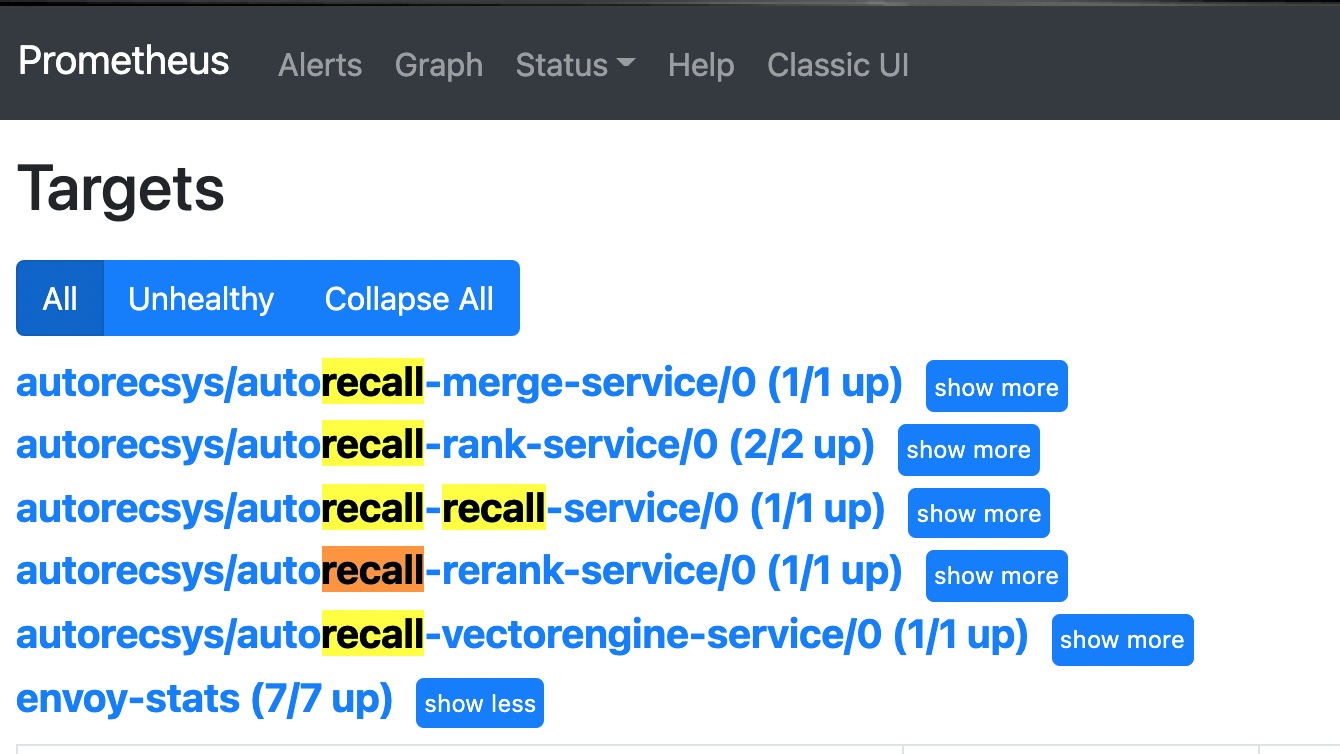 Prometheus Alerts Graph Status Help Classic UI
Targets
All Unhealthy Collapse All
autorecsys/autorecall-merge-service/0 (1/1 up) show more
autorecsys/autorecall-rank-service/0 (2/2 up) show more
autorecsys/autorecall-recall-service/0 (1/1 up) show more
autorecsys/autorecall-rerank-service/0 (1/1 up) show more
autorecsys/autorecall-vectorengine-service/0 (1/1 up) show more
envoy-stats (7/7 up) show less